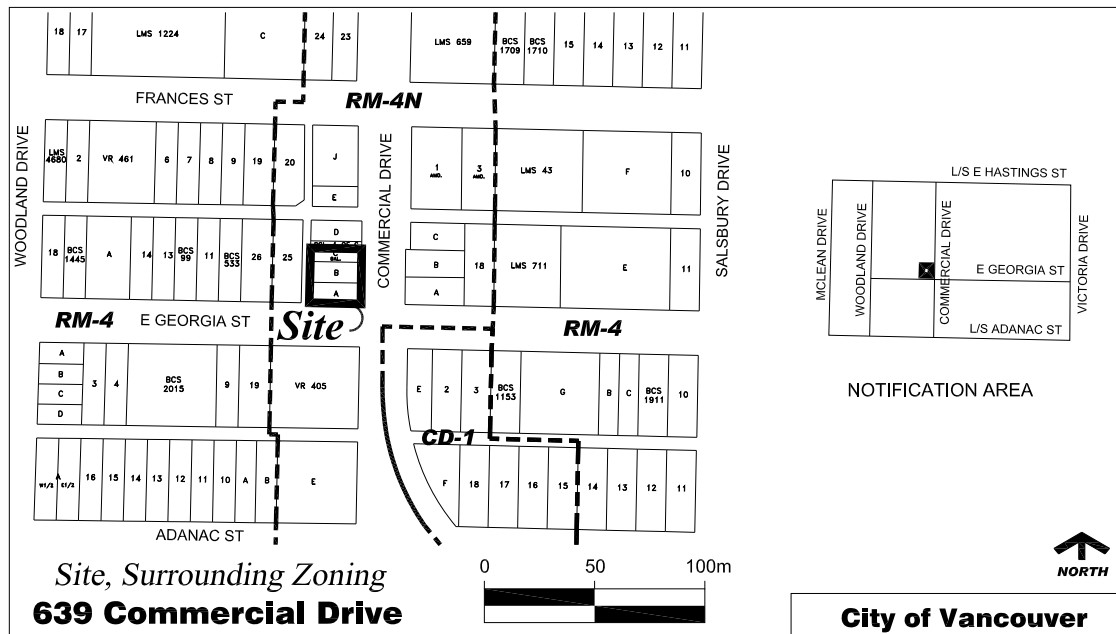 18 17 LMS 1224 C 24 23 LMS 659 BCS 1709 BCS 1710 15 14 13 12 11
FRANCES ST RM-4N
WOODLAND DRIVE
COMMERCIAL DRIVE
SALSBURY DRIVE
LMS 4680 2 VR 461 6 7 8 9 19 20 J E 1 AMD. 3 AMD. LMS 43 F 10
18 BCS 1445 A 14 13 BCS 99 11 BCS 533 26 25 D
B
A
C
B
A
18 LMS 711 E 11
RM-4 E GEORGIA ST Site RM-4
A
B
C
D
3 4 BCS 2015 9 19 VR 405 E 2 3 BCS 1153 G B C BCS 1911 10
CD-1
A
W1/2 E1/2
16 15 14 13 12 11 10 A B E F 18 17 16 15 14 13 12 11
ADANAC ST
L/S E HASTINGS ST
MCLEAN DRIVE
WOODLAND DRIVE
COMMERCIAL DRIVE
VICTORIA DRIVE
E GEORGIA ST
L/S ADANAC ST
NOTIFICATION AREA
Site, Surrounding Zoning
639 Commercial Drive
0 50 100m
NORTH
City of Vancouver